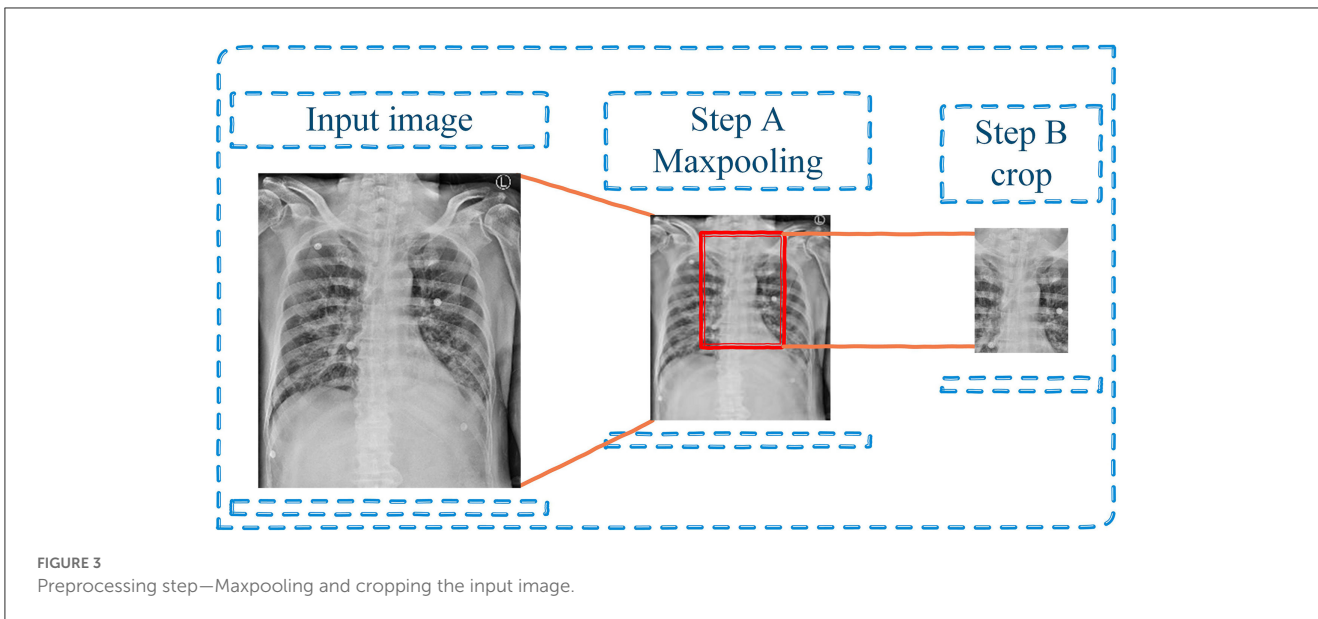 Input image
Step A
Maxpooling
Step B
crop
L
L
FIGURE 3
Preprocessing step—Maxpooling and cropping the input image.